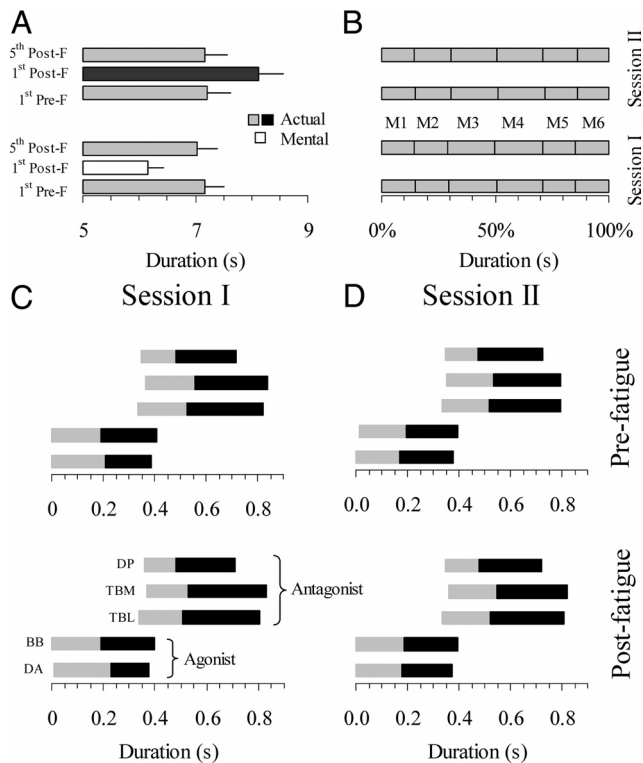 A
5th Post-F
1st Post-F
1st Pre-F
Actual
Mental
5th Post-F
1st Post-F
1st Pre-F
5 7 9
Duration (s)
B
Session II
M1 M2 M3 M4 M5 M6
Session I
0% 50% 100%
Duration (s)
C Session I
0 0.2 0.4 0.6 0.8
D Session II
0.0 0.2 0.4 0.6 0.8
Pre-fatigue
DP
TBM
TBL
Antagonist
BB
DA
Agonist
0 0.2 0.4 0.6 0.8
Duration (s)
0.0 0.2 0.4 0.6 0.8
Duration (s)
Post-fatigue